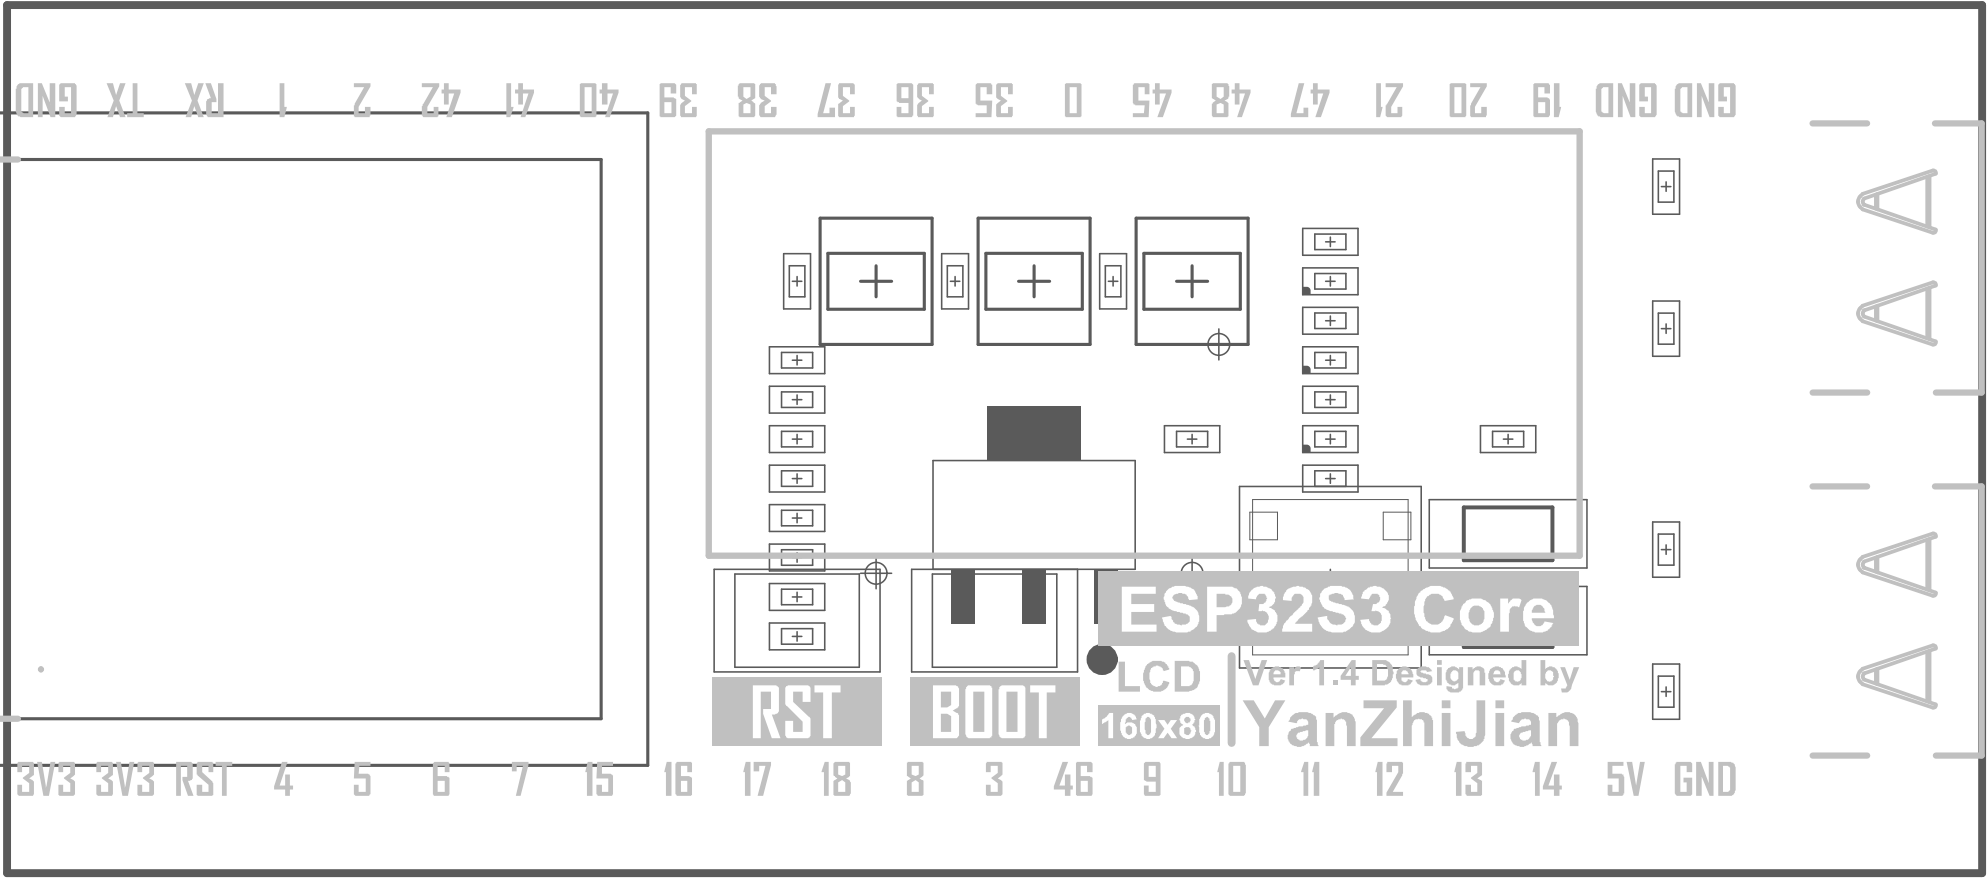 GND TX RX 1 2 42 41 40 39 38 37 36 35 0 45 48 47 21 20 19 GND GND
ESP32S3 Core
LCD
160x80
Ver 1.4 Designed by
YanZhiJian
RST
BOOT
3V3 3V3 RST 4 5 6 7 15 16 17 18 8 3 46 9 10 11 12 13 14 5V GND